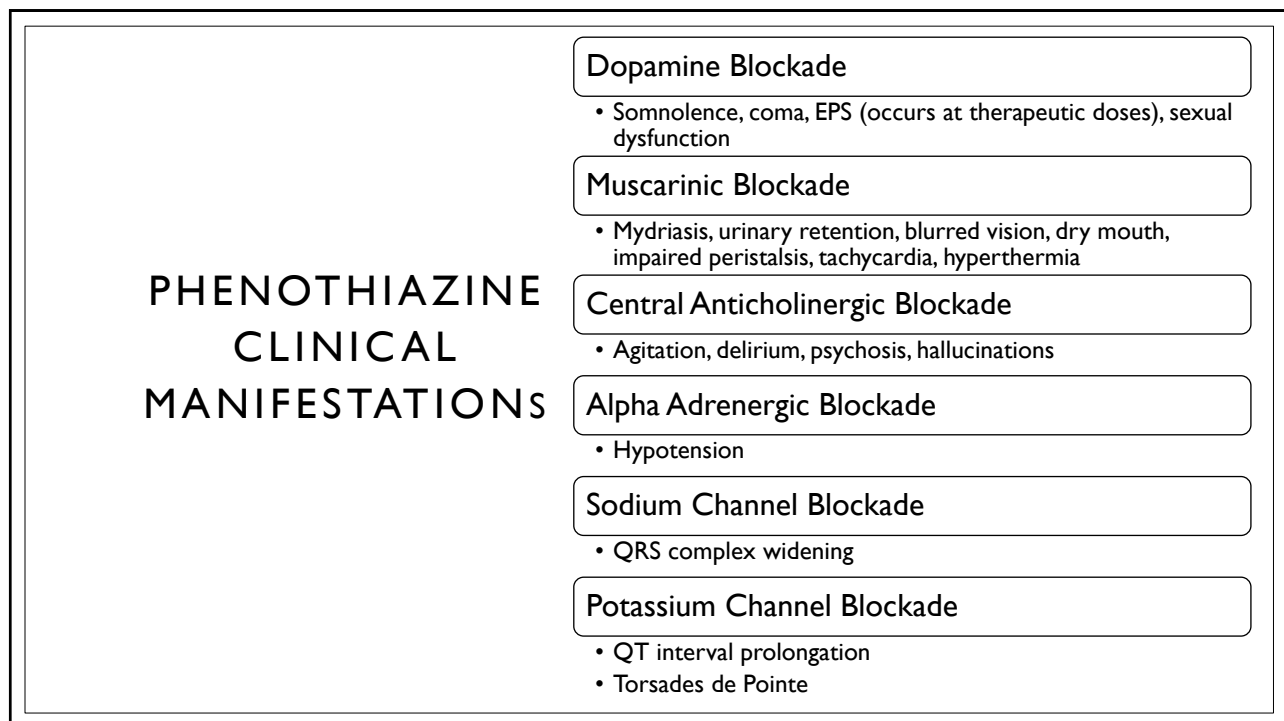 PHENOTHIAZINE
CLINICAL
MANIFESTATIONS
Dopamine Blockade
• Somnolence, coma, EPS (occurs at therapeutic doses), sexual
dysfunction
Muscarinic Blockade
• Mydriasis, urinary retention, blurred vision, dry mouth,
impaired peristalsis, tachycardia, hyperthermia
Central Anticholinergic Blockade
• Agitation, delirium, psychosis, hallucinations
Alpha Adrenergic Blockade
• Hypotension
Sodium Channel Blockade
• QRS complex widening
Potassium Channel Blockade
• QT interval prolongation
• Torsades de Pointe